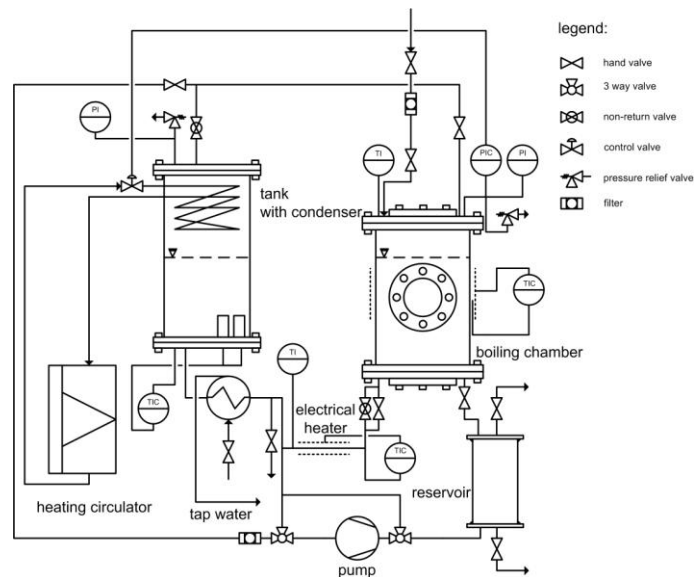 legend:
hand valve
3 way valve
non-return valve
control valve
pressure relief valve
filter
PI
TI
PIC
PI
tank
with condenser
TIC
boiling chamber
TI
TIC
electrical
heater
TIC
reservoir
heating circulator
tap water
pump